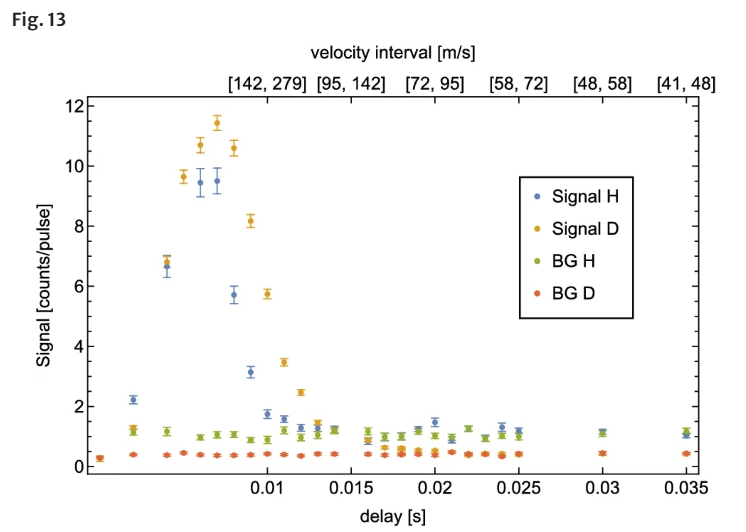 Fig. 13
velocity interval [m/s]
[142, 279] [95, 142] [72, 95] [58, 72] [48, 58] [41, 48]
12
10
8
6
4
2
0
Signal [counts/pulse]
Signal H
Signal D
BG H
BG D
0.01 0.015 0.02 0.025 0.03 0.035
delay [s]